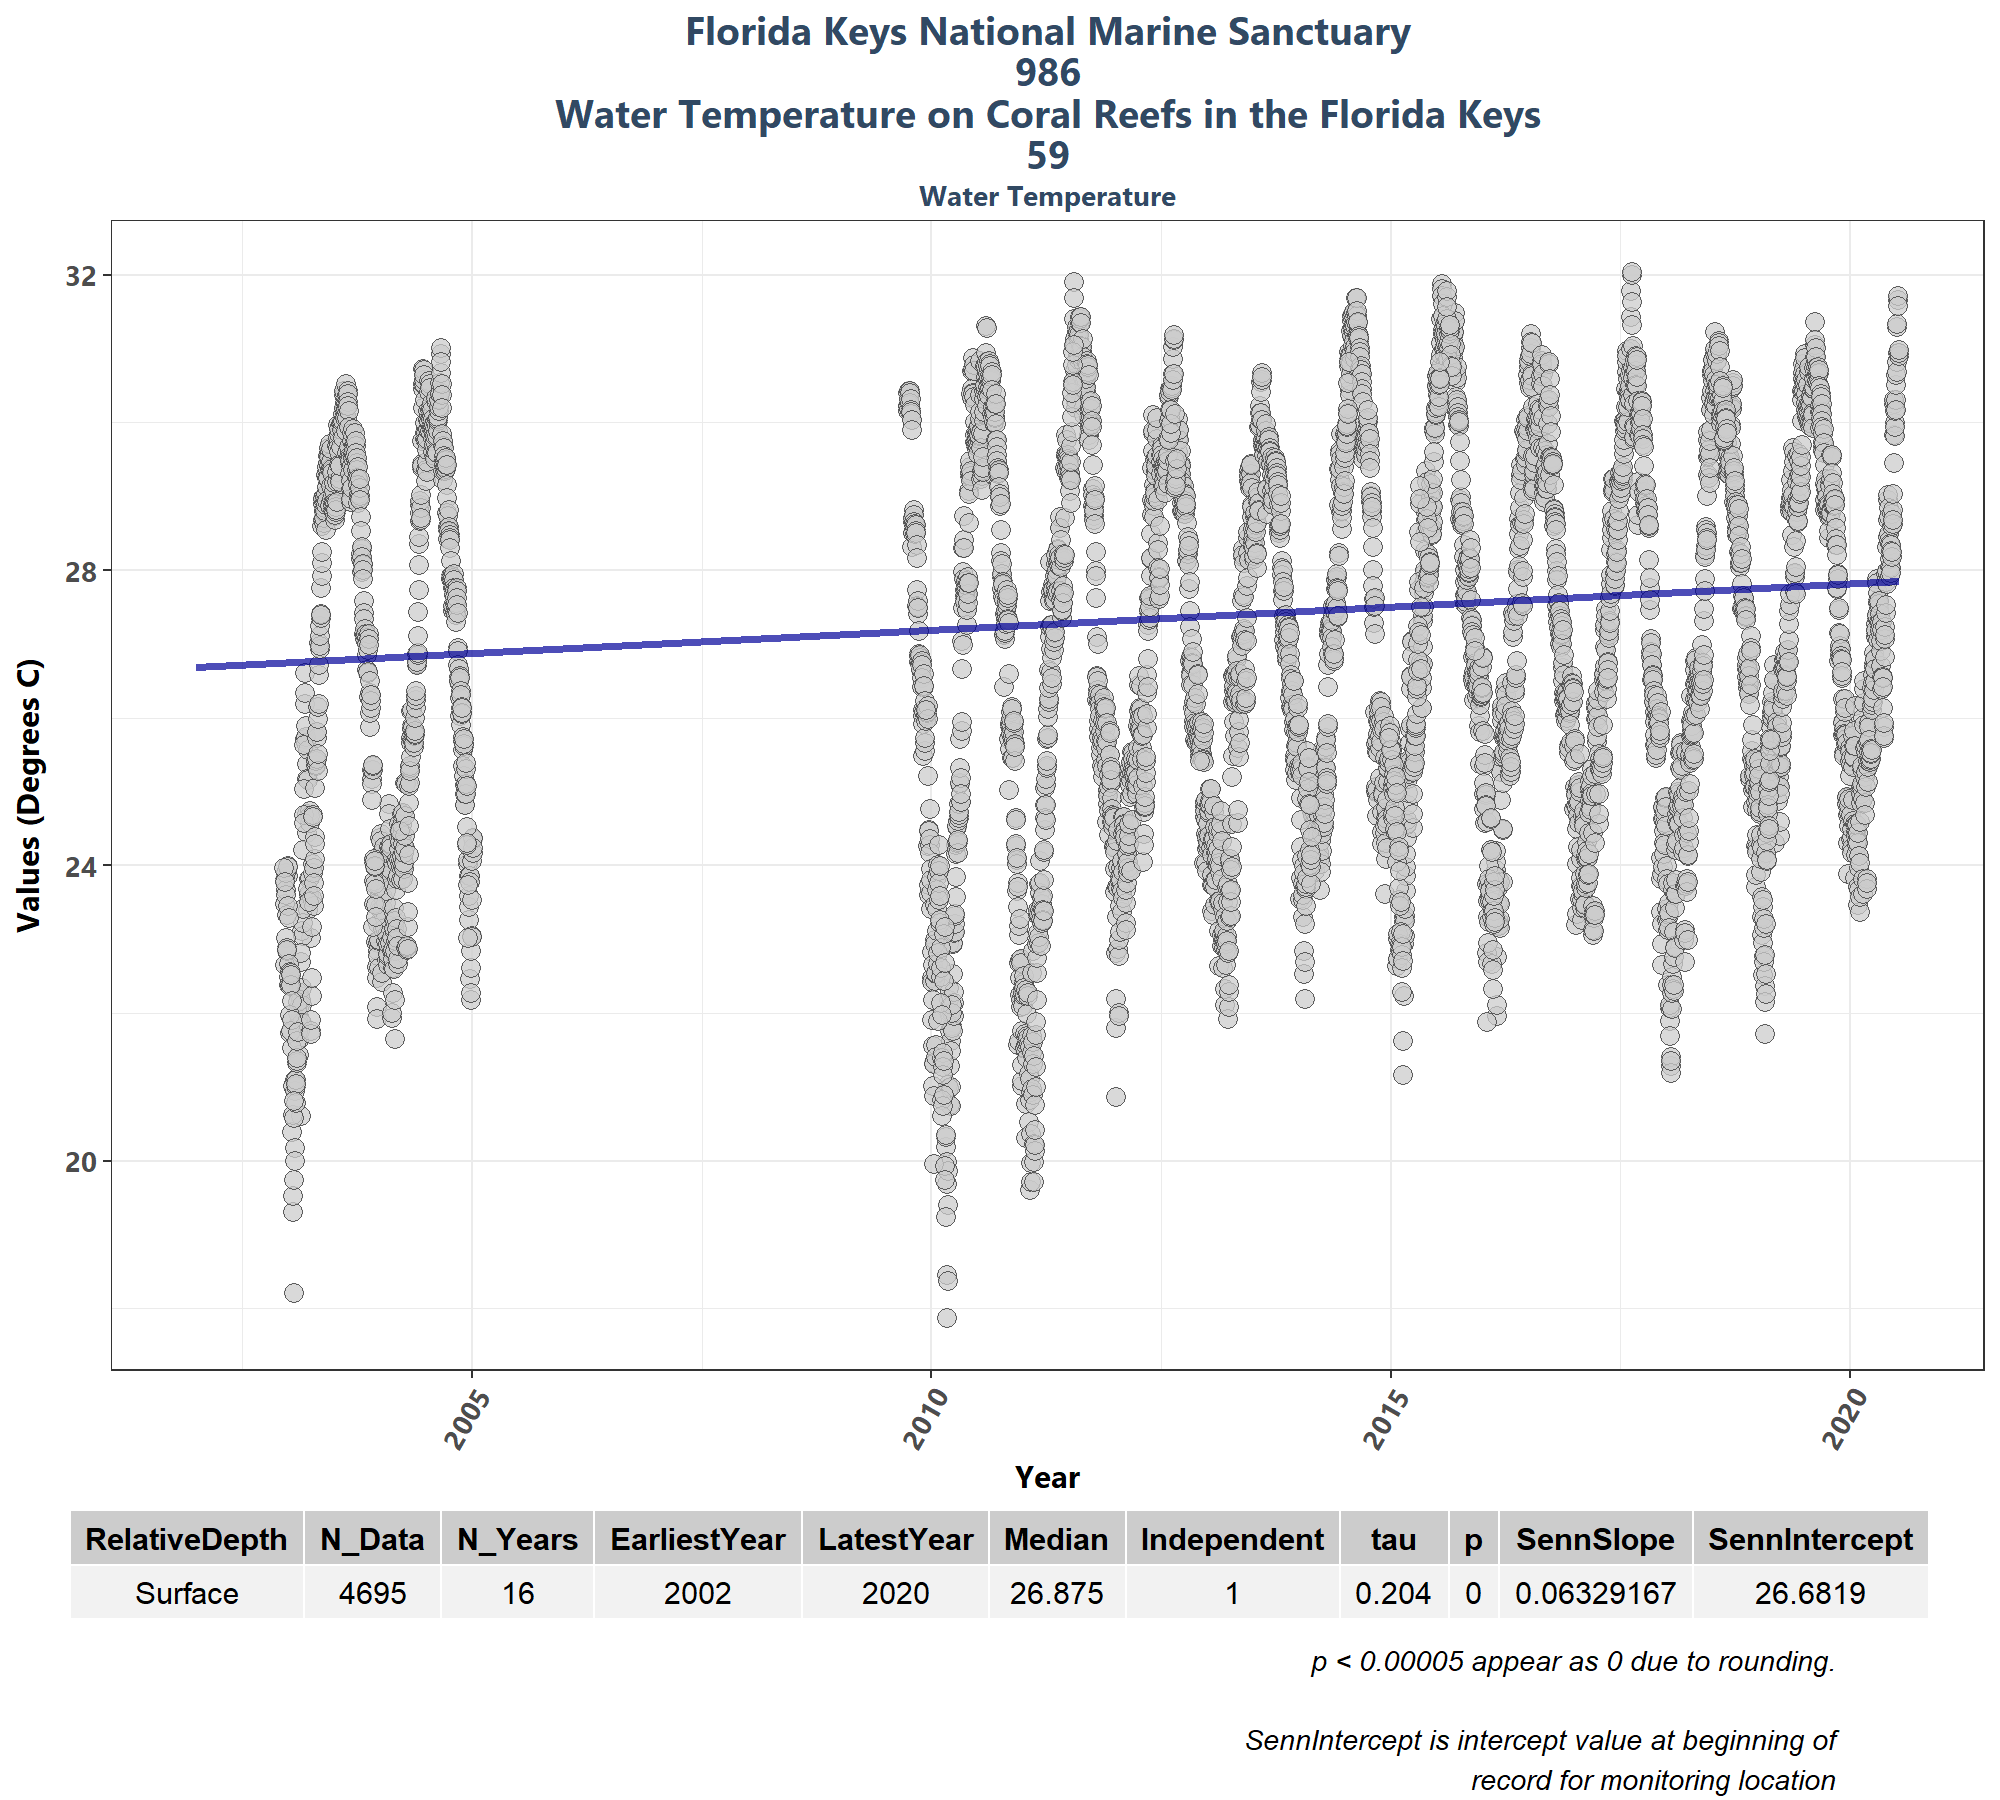 Florida Keys National Marine Sanctuary
986
Water Temperature on Coral Reefs in the Florida Keys
59
Water Temperature
32
28
24
20
Values (Degrees C)
2005 2010 2015 2020
Year
RelativeDepth N_Data N_Years EarliestYear LatestYear Median Independent tau p SennSlope SennIntercept
Surface 4695 16 2002 2020 26.875 1 0.204 0 0.06329167 26.6819
p < 0.00005 appear as 0 due to rounding.
SennIntercept is intercept value at beginning of
record for monitoring location